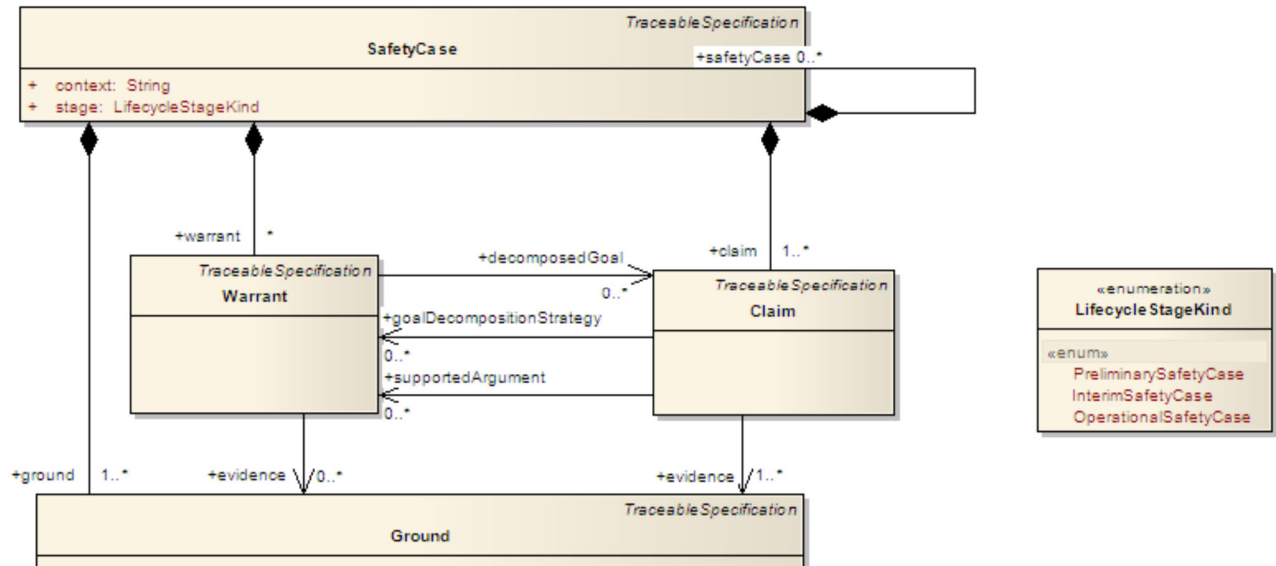 TraceableSpecification
SafetyCase
+safetyCase 0..*
+ context: String
+ stage: LifecycleStageKind
+warrant *
+claim 1..*
+decomposedGoal
0..*
TraceableSpecification
Warrant
TraceableSpecification
Claim
+goalDecompositionStrategy
0..*
+supportedArgument
0..*
«enumeration»
LifecycleStageKind
«enum»
PreliminarySafetyCase
InterimSafetyCase
OperationalSafetyCase
+ground 1..*
+evidence 0..*
+evidence 1..*
TraceableSpecification
Ground